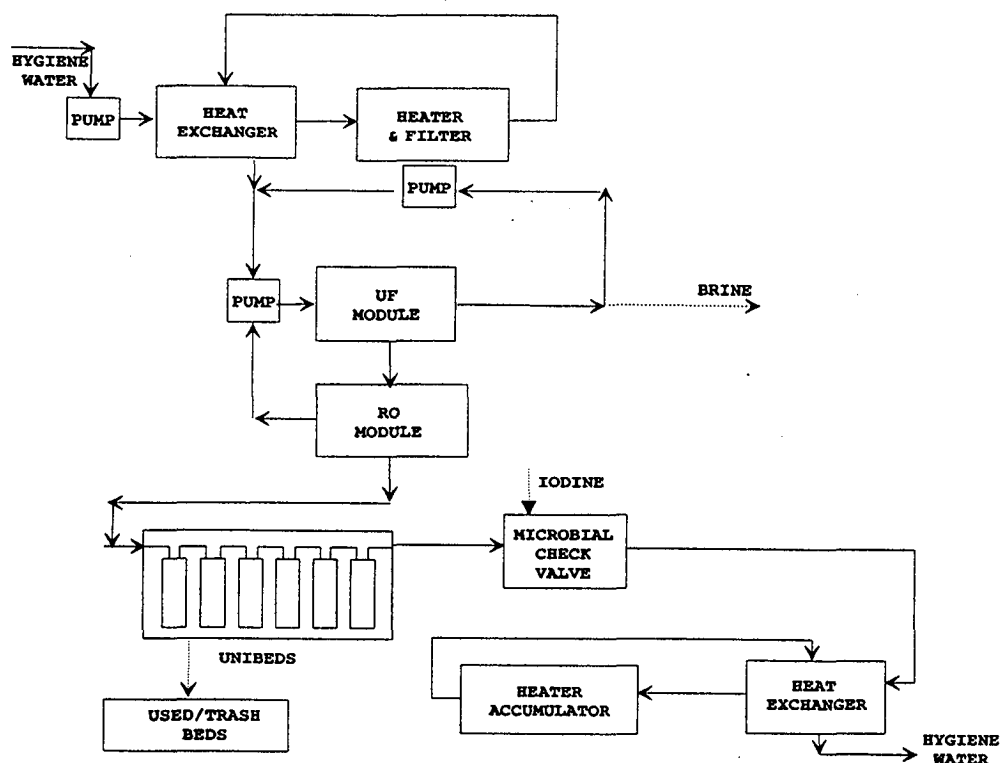 HYGIENE
WATER
PUMP
HEAT
EXCHANGER
HEATER
& FILTER
PUMP
PUMP
UF
MODULE
BRINE
RO
MODULE
IODINE
MICROBIAL
CHECK
VALVE
UNIBEDS
USED/TRASH
BEDS
HEATER
ACCUMULATOR
HEAT
EXCHANGER
HYGIENE
WATER